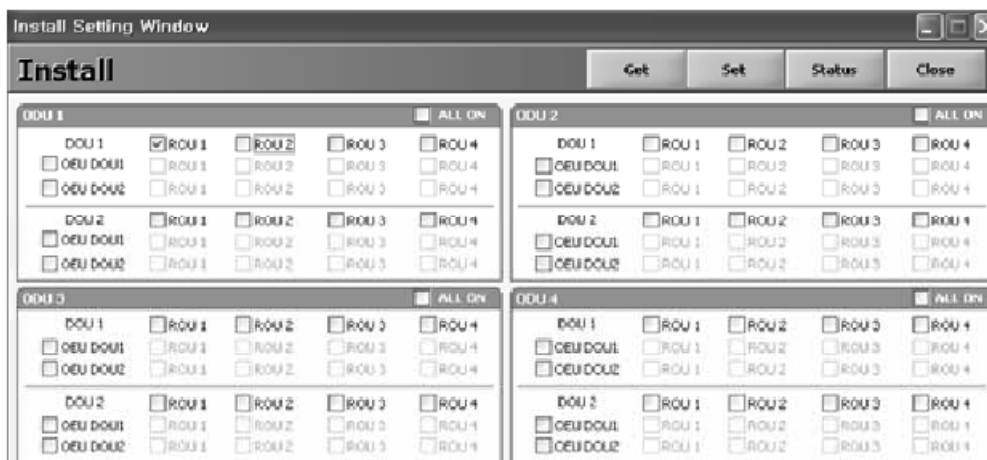 Install Setting Window
Install Get Set Status Close
ODU 1 ALL ON
DOU 1 ROU 1 ROU 2 ROU 3 ROU 4
OEU DOU1 ROU 1 ROU 2 ROU 3 ROU 4
OEU DOU2 ROU 1 ROU 2 ROU 3 ROU 4
DOU 2 ROU 1 ROU 2 ROU 3 ROU 4
OEU DOU1 ROU 1 ROU 2 ROU 3 ROU 4
OEU DOU2 ROU 1 ROU 2 ROU 3 ROU 4
ODU 2 ALL ON
DOU 1 ROU 1 ROU 2 ROU 3 ROU 4
OEU DOU1 ROU 1 ROU 2 ROU 3 ROU 4
OEU DOU2 ROU 1 ROU 2 ROU 3 ROU 4
DOU 2 ROU 1 ROU 2 ROU 3 ROU 4
OEU DOU1 ROU 1 ROU 2 ROU 3 ROU 4
OEU DOU2 ROU 1 ROU 2 ROU 3 ROU 4
ODU 3 ALL ON
DOU 1 ROU 1 ROU 2 ROU 3 ROU 4
OEU DOU1 ROU 1 ROU 2 ROU 3 ROU 4
OEU DOU2 ROU 1 ROU 2 ROU 3 ROU 4
DOU 2 ROU 1 ROU 2 ROU 3 ROU 4
OEU DOU1 ROU 1 ROU 2 ROU 3 ROU 4
OEU DOU2 ROU 1 ROU 2 ROU 3 ROU 4
ODU 4 ALL ON
DOU 1 ROU 1 ROU 2 ROU 3 ROU 4
OEU DOU1 ROU 1 ROU 2 ROU 3 ROU 4
OEU DOU2 ROU 1 ROU 2 ROU 3 ROU 4
DOU 2 ROU 1 ROU 2 ROU 3 ROU 4
OEU DOU1 ROU 1 ROU 2 ROU 3 ROU 4
OEU DOU2 ROU 1 ROU 2 ROU 3 ROU 4